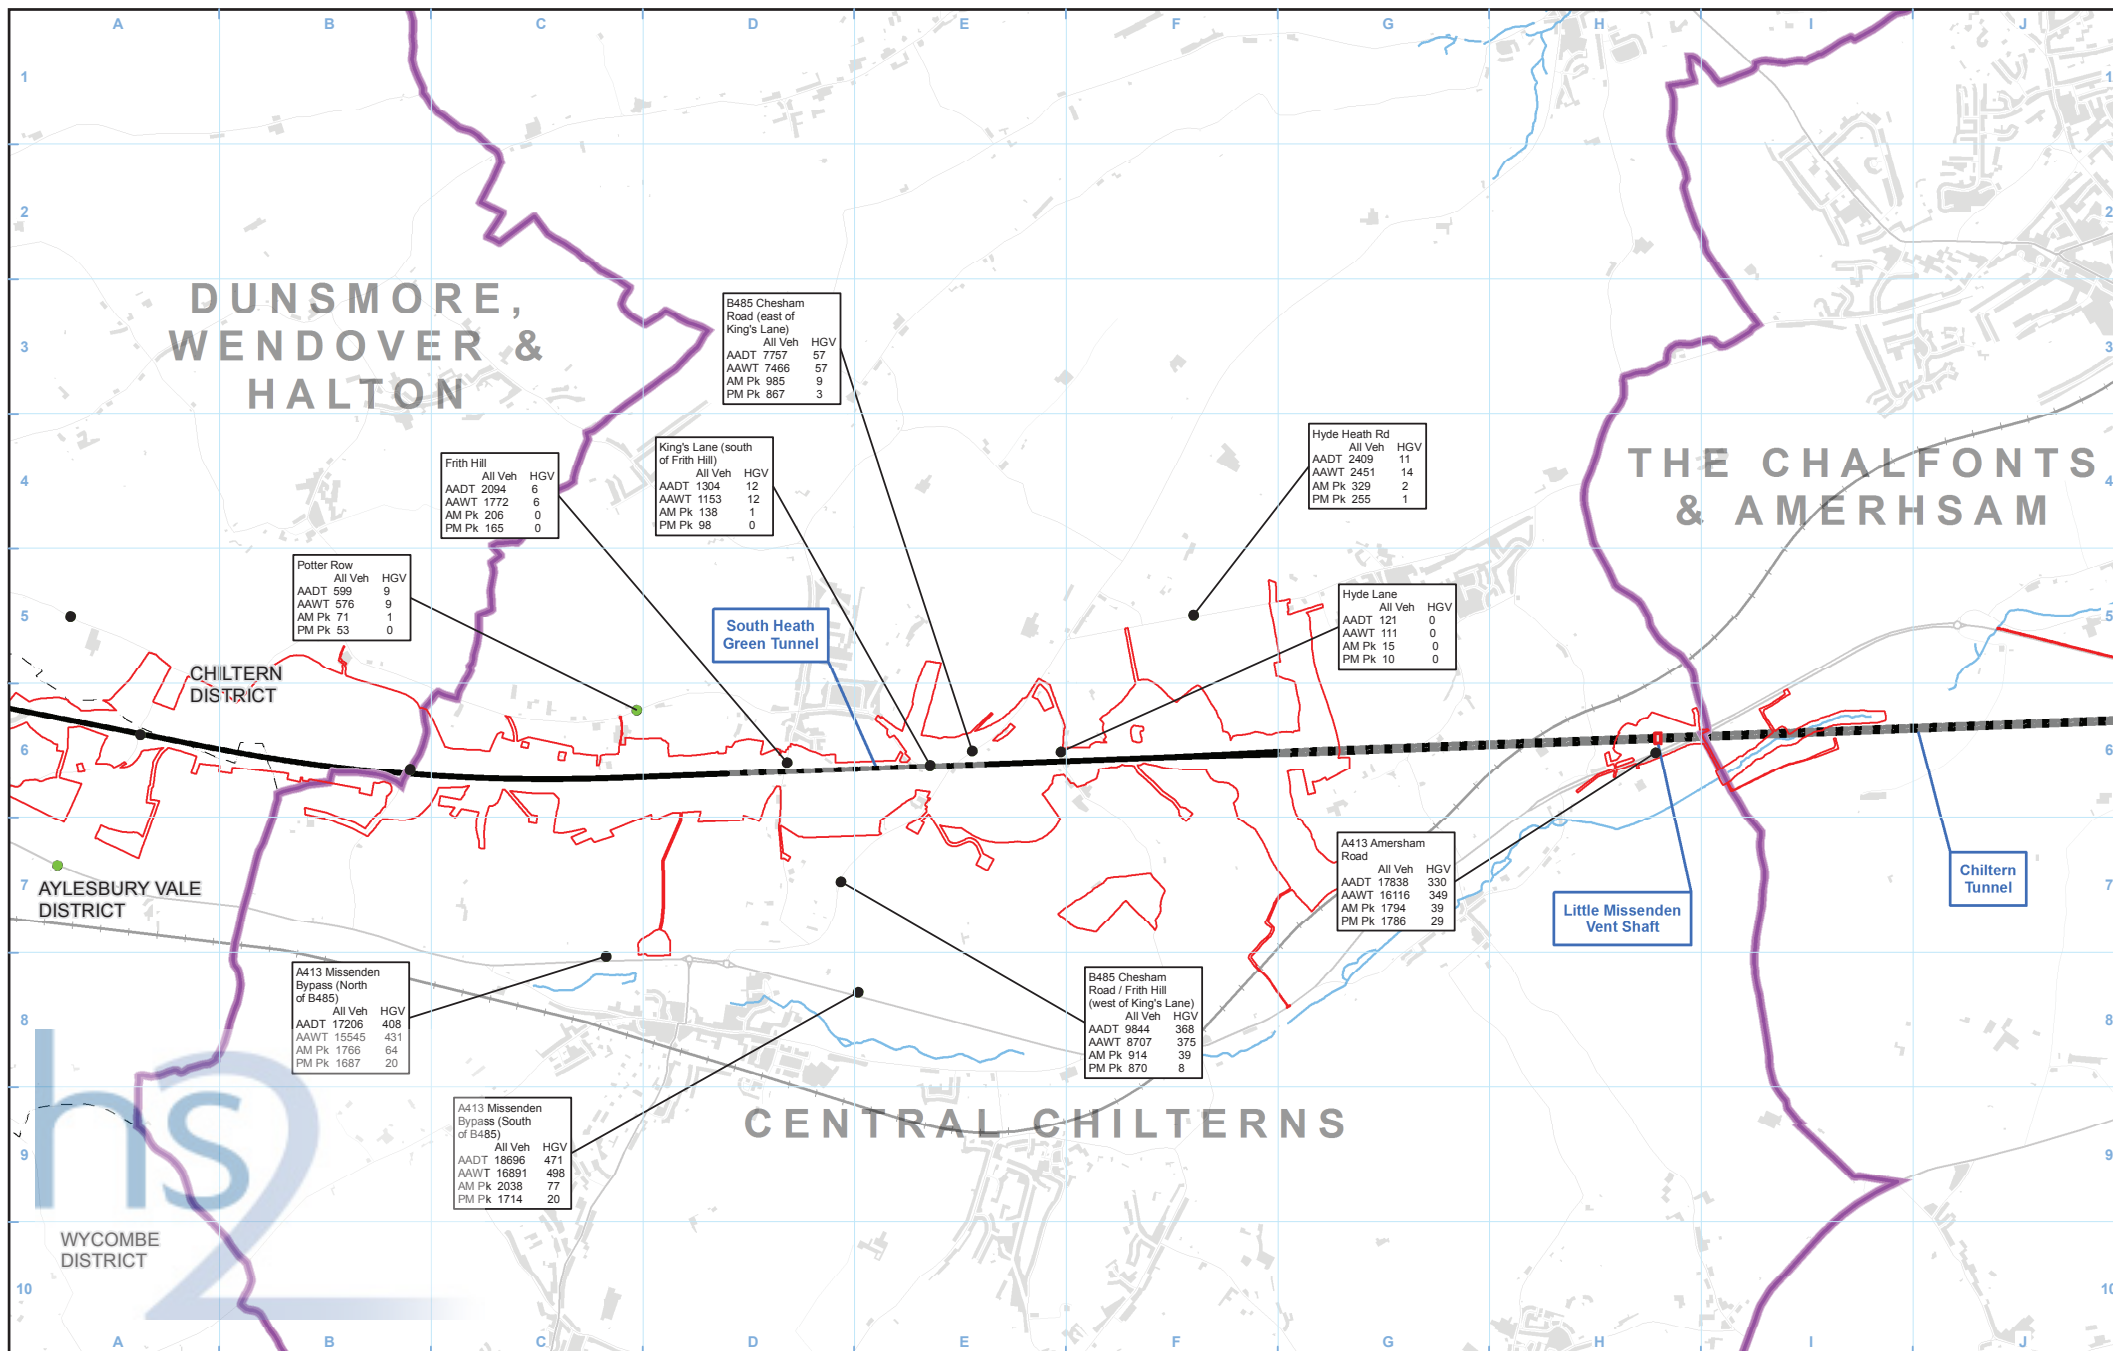 A B C D E F G H I J
1 1
2 2
DUNSMORE,
WENDOVER &
HALTON
3 3
B485 Chesham
Road (east of
King's Lane)
All Veh HGV
AADT 7757 57
AAWT 7466 57
AM Pk 985 9
PM Pk 867 3
4 4
Frith Hill
All Veh HGV
AADT 2094 6
AAWT 1772 6
AM Pk 206 0
PM Pk 165 0
King's Lane (south
of Frith Hill)
All Veh HGV
AADT 1304 12
AAWT 1153 12
AM Pk 138 1
PM Pk 98 0
Hyde Heath Rd
All Veh HGV
AADT 2409 11
AAWT 2451 14
AM Pk 329 2
PM Pk 255 1
THE CHALFONTS
& AMERHSAM
5 5
Potter Row
All Veh HGV
AADT 599 9
AAWT 576 9
AM Pk 71 1
PM Pk 53 0
South Heath
Green Tunnel
Hyde Lane
All Veh HGV
AADT 121 0
AAWT 111 0
AM Pk 15 0
PM Pk 10 0
CHILTERN
DISTRICT
6 6
7 7
AYLESBURY VALE
DISTRICT
A413 Amersham
Road
All Veh HGV
AADT 17838 330
AAWT 16116 349
AM Pk 1794 39
PM Pk 1786 29
Little Missenden
Vent Shaft
Chiltern
Tunnel
8 8
A413 Missenden
Bypass (North
of B485)
All Veh HGV
AADT 17206 408
AAWT 15545 431
AM Pk 1766 64
PM Pk 1687 20
B485 Chesham
Road / Frith Hill
(west of King's Lane)
All Veh HGV
AADT 9844 368
AAWT 8707 375
AM Pk 914 39
PM Pk 870 8
9 9
A413 Missenden
Bypass (South
of B485)
All Veh HGV
AADT 18696 471
AAWT 16891 498
AM Pk 2038 77
PM Pk 1714 20
CENTRAL CHILTERNS
hs2
WYCOMBE
DISTRICT
10 10
A B C D E F G H I J